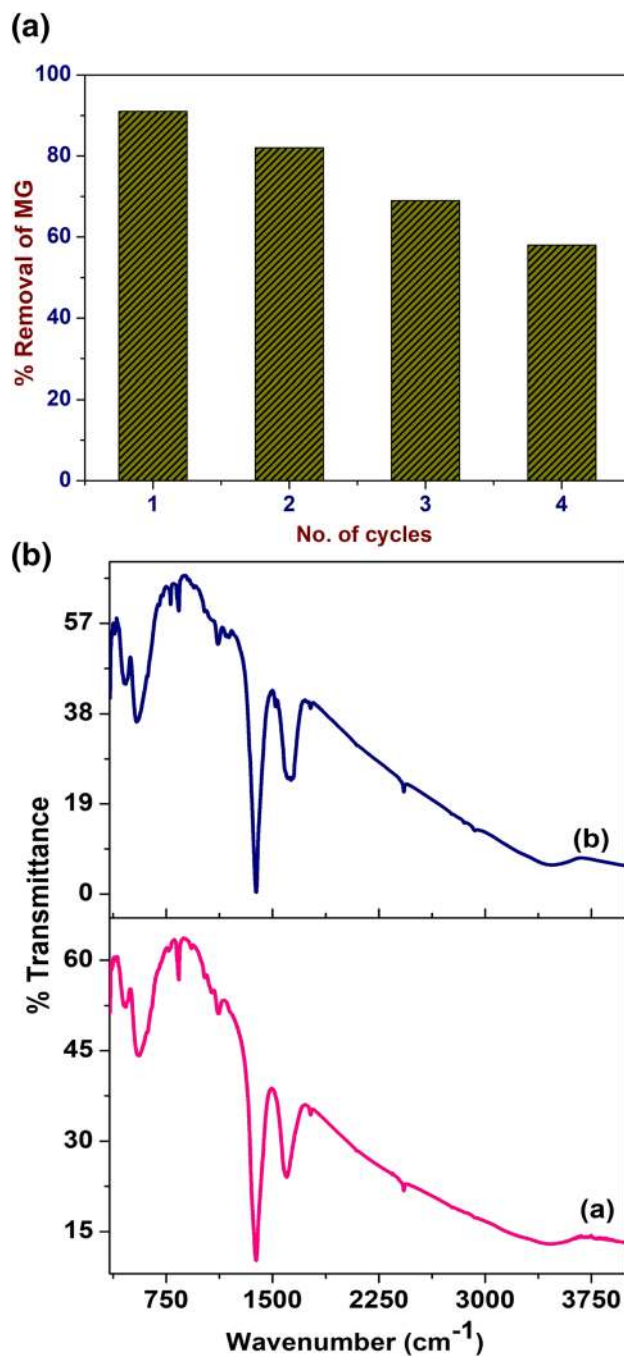 (a)
100
80
60
40
20
0
% Removal of MG
1 2 3 4
No. of cycles
(b)
57
38
19
0
(b)
% Transmittance
60
45
30
15
(a)
750 1500 2250 3000 3750
Wavenumber (cm⁻¹)